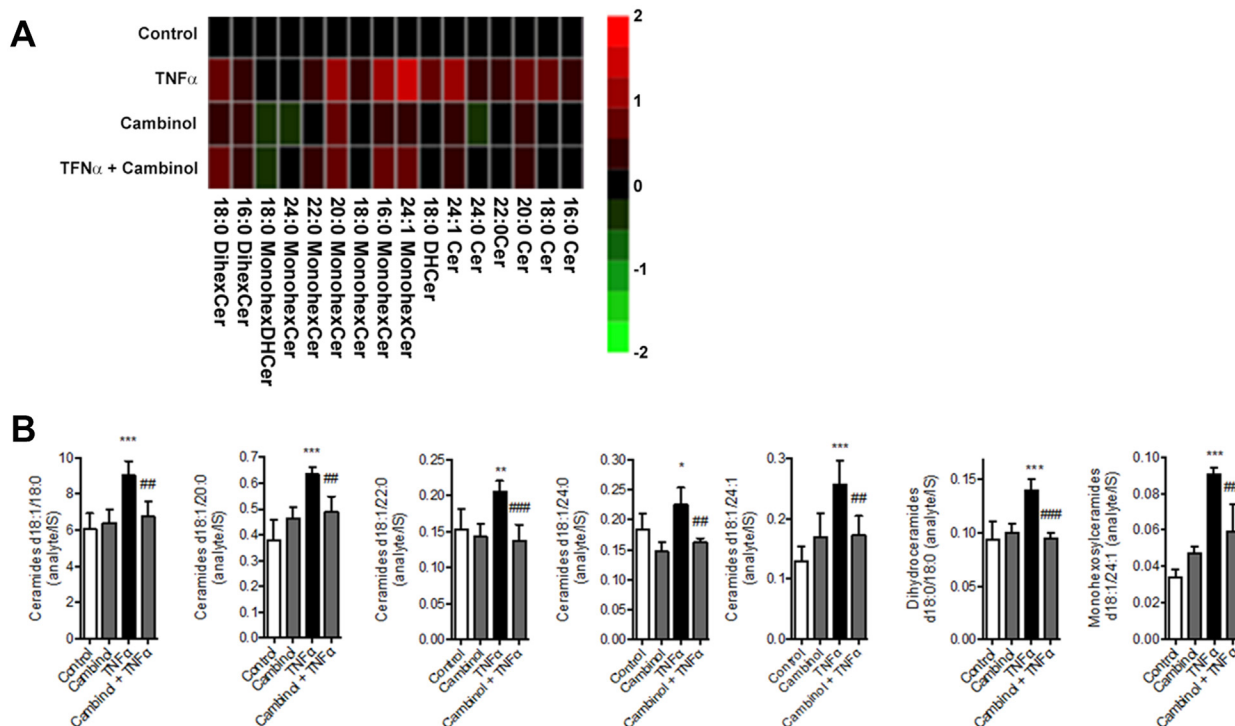 A
Control
TNFα
Cambinol
TFNα + Cambinol
2
1
0
-1
-2
18:0 DihexCer
16:0 DihexCer
18:0 MonohexDHCer
24:0 MonohexCer
22:0 MonohexCer
20:0 MonohexCer
18:0 MonohexCer
16:0 MonohexCer
24:1 MonohexCer
18:0 DHCer
24:1 Cer
24:0 Cer
22:0Cer
20:0 Cer
18:0 Cer
16:0 Cer
B
Ceramides d18:1/18:0
(analyte/IS)
10
8
6
4
2
0
***
##
Control
Cambinol
TNFα
Cambinol + TNFα
Ceramides d18:1/20:0
(analyte/IS)
0.7
0.6
0.4
0.3
0.1
0.0
***
##
Control
Cambinol
TNFα
Cambinol + TNFα
Ceramides d18:1/22:0
(analyte/IS)
0.25
0.20
0.15
0.10
0.05
0.00
**
###
Control
Cambinol
TNFα
Cambinol + TNFα
Ceramides d18:1/24:0
(analyte/IS)
0.30
0.25
0.20
0.15
0.10
0.05
0.00
*
##
Control
Cambinol
TNFα
Cambinol + TNFα
Ceramides d18:1/24:1
(analyte/IS)
0.3
0.2
0.1
0.0
***
##
Control
Cambinol
TNFα
Cambinol + TNFα
Dihydroceramides
d18:0/18:0 (analyte/IS)
0.15
0.10
0.05
0.00
***
###
Control
Cambinol
TNFα
Cambinol + TNFα
Monohexosylceramides
d18:1/24:1 (analyte/IS)
0.10
0.08
0.06
0.04
0.02
0.00
***
##
Control
Cambinol
TNFα
Cambinol + TNFα